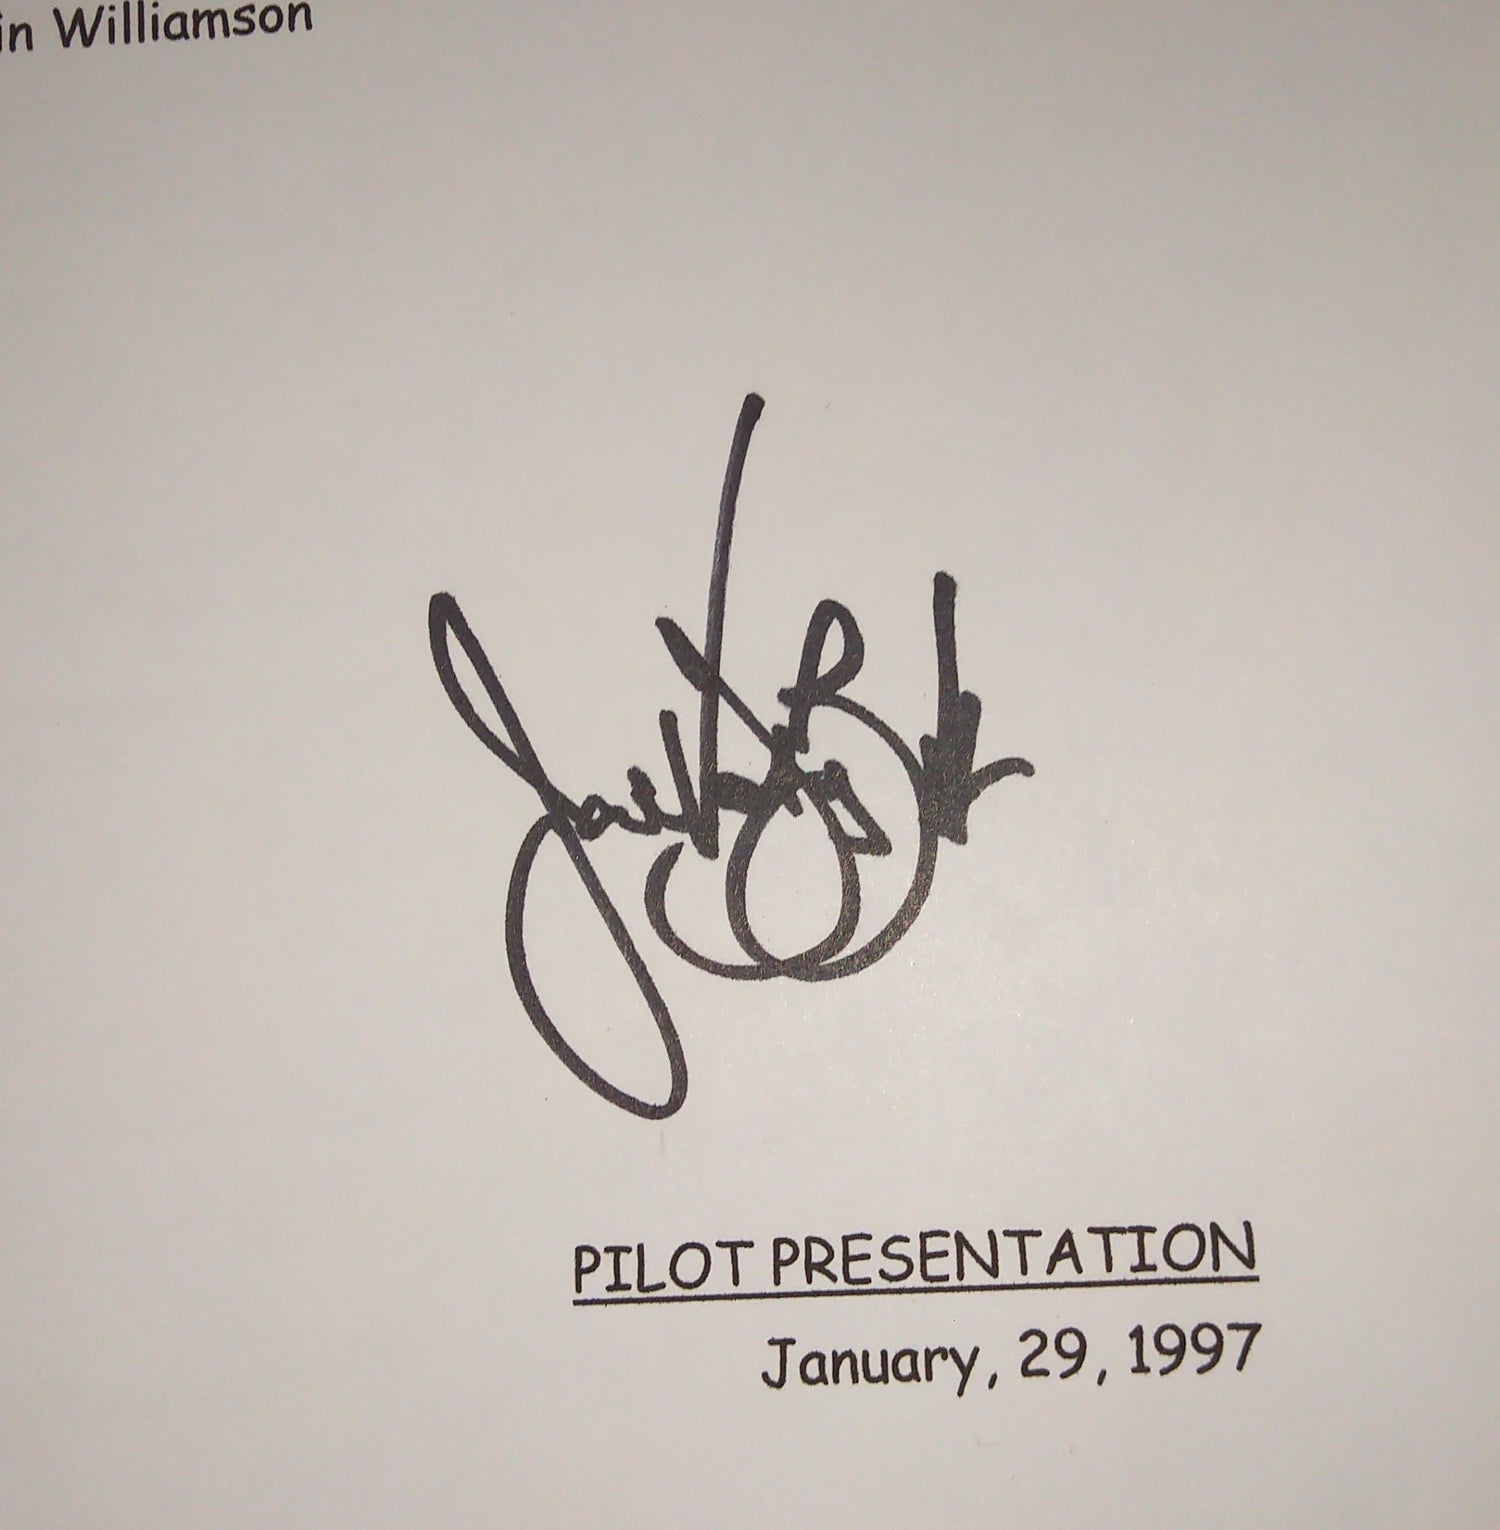 in Williamson
PILOT PRESENTATION
January, 29, 1997